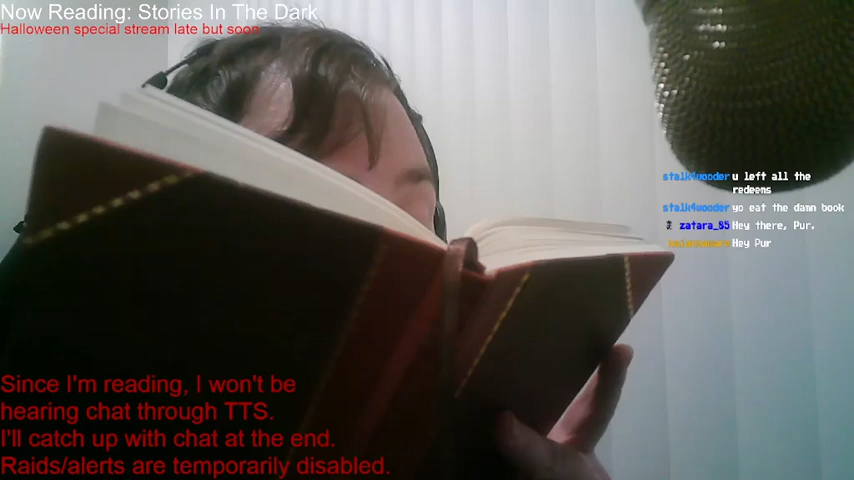 Now Reading: Stories In The Dark
Halloween special stream late but soon
stalk4wooder u left all the
redeems
stalk4wooder yo eat the damn book
zatara_85 Hey there, Pur.
Hey Pur
Since I'm reading, I won't be
hearing chat through TTS.
I'll catch up with chat at the end.
Raids/alerts are temporarily disabled.